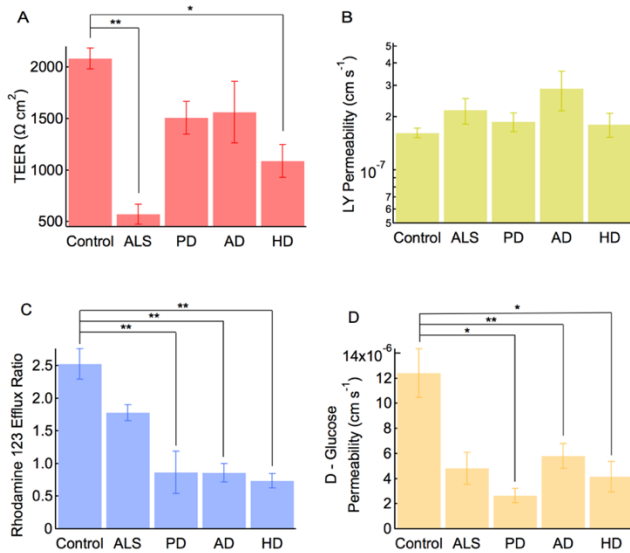 A
**
*
2000
1500
1000
500
TEER (Ω cm²)
Control ALS PD AD HD
B
5
4
3
2
10⁻⁷
9
8
7
6
5
LY Permeability (cm s⁻¹)
Control ALS PD AD HD
C
**
**
**
2.5
2.0
1.5
1.0
0.5
0
Rhodamine 123 Efflux Ratio
Control ALS PD AD HD
D
*
**
*
14x10⁻⁶
12
10
8
6
4
2
0
D - Glucose
Permeability (cm s⁻¹)
Control ALS PD AD HD